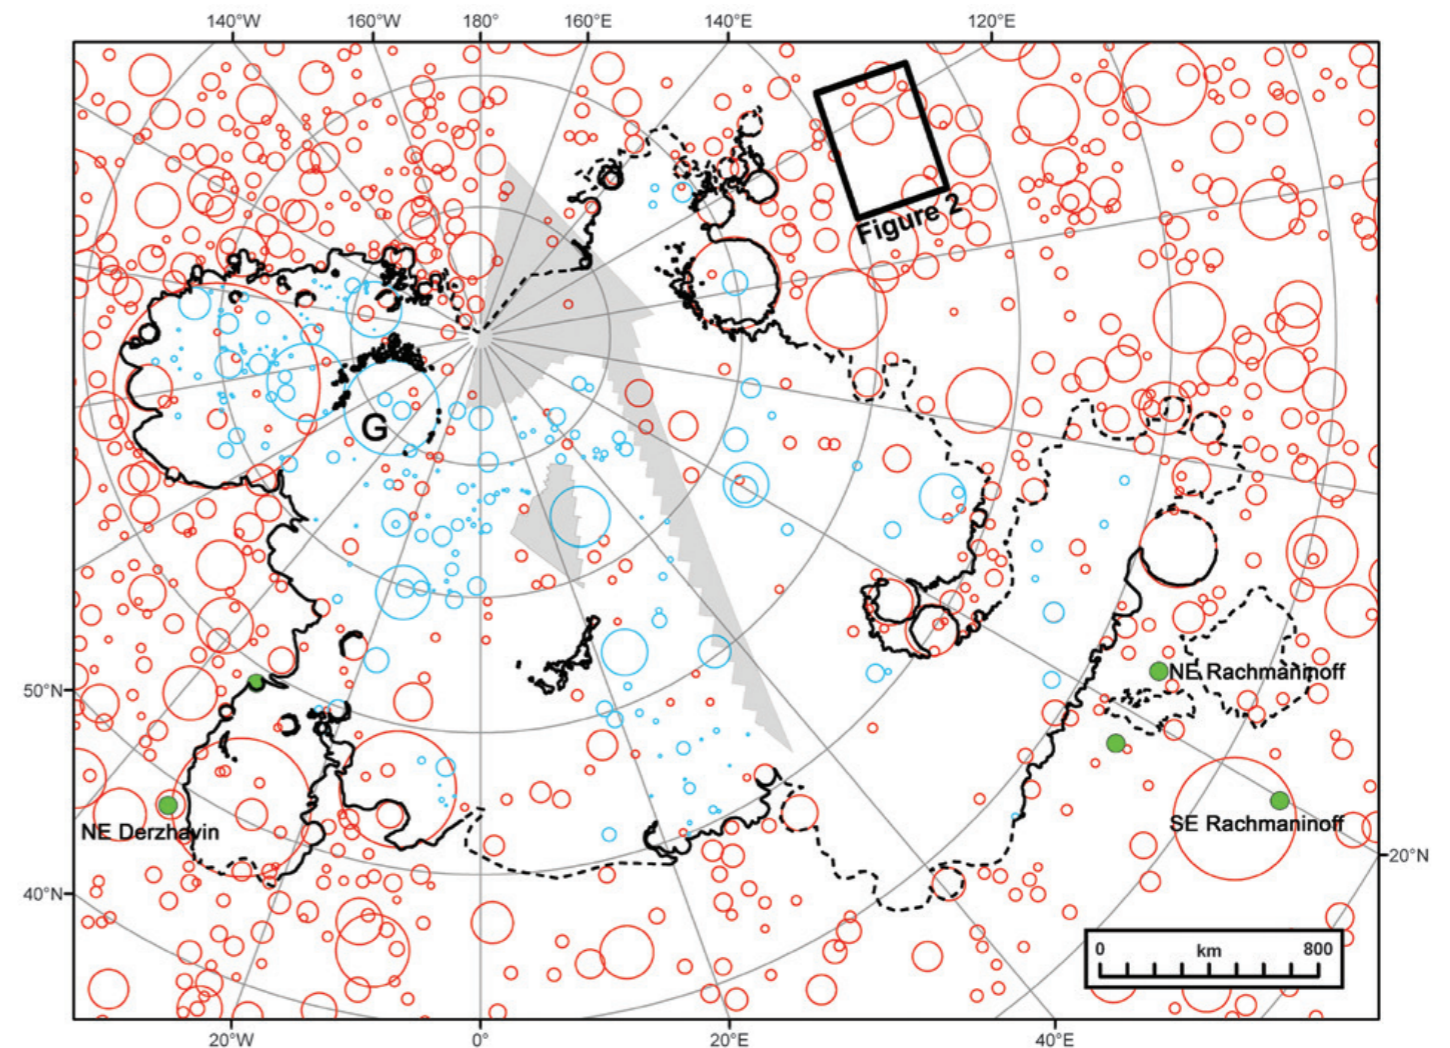 140°W 160°W 180° 160°E 140°E 120°E
Figure 2
G
50°N
NE Rachmaninoff
NE Derzhavin
SE Rachmaninoff
20°N
40°N
0 km 800
20°W 0° 20°E 40°E